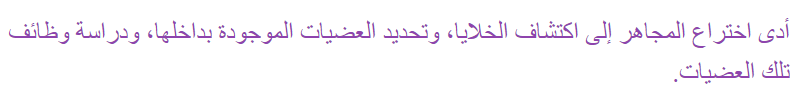 أدى اختراع المجاهر إلى اكتشاف الخلايا، وتحديد العضيات الموجودة بداخلها، ودراسة وظائف
تلك العضيات.